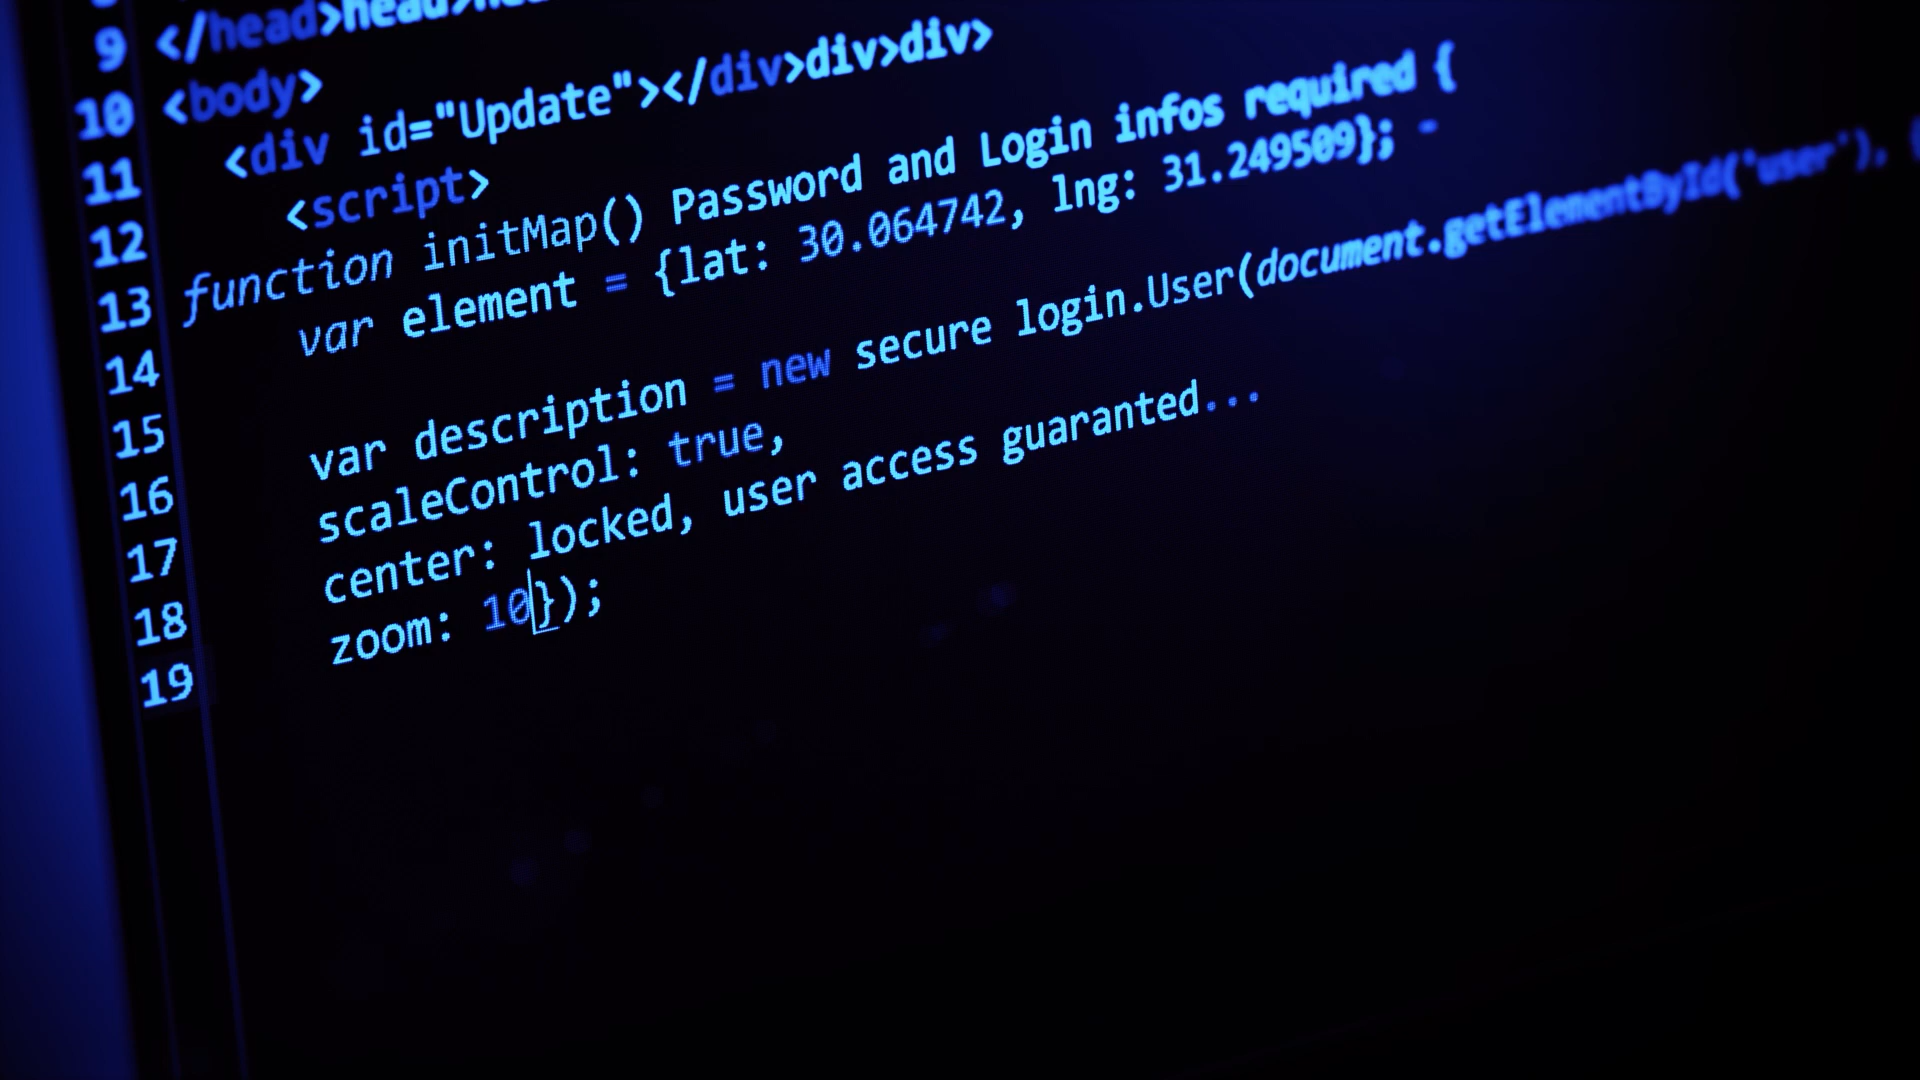 9 </head>head>
10 <body>
11 <div id="Update"></div>div>div>
12 <script>
13 function initMap() Password and Login infos required {
14 var element = {lat: 30.064742, lng: 31.249509}; -
15
16 var description = new secure login.User(document.getElementById('user'), {
17 scaleControl: true,
18 center: locked, user access guaranted...
19 zoom: 10});